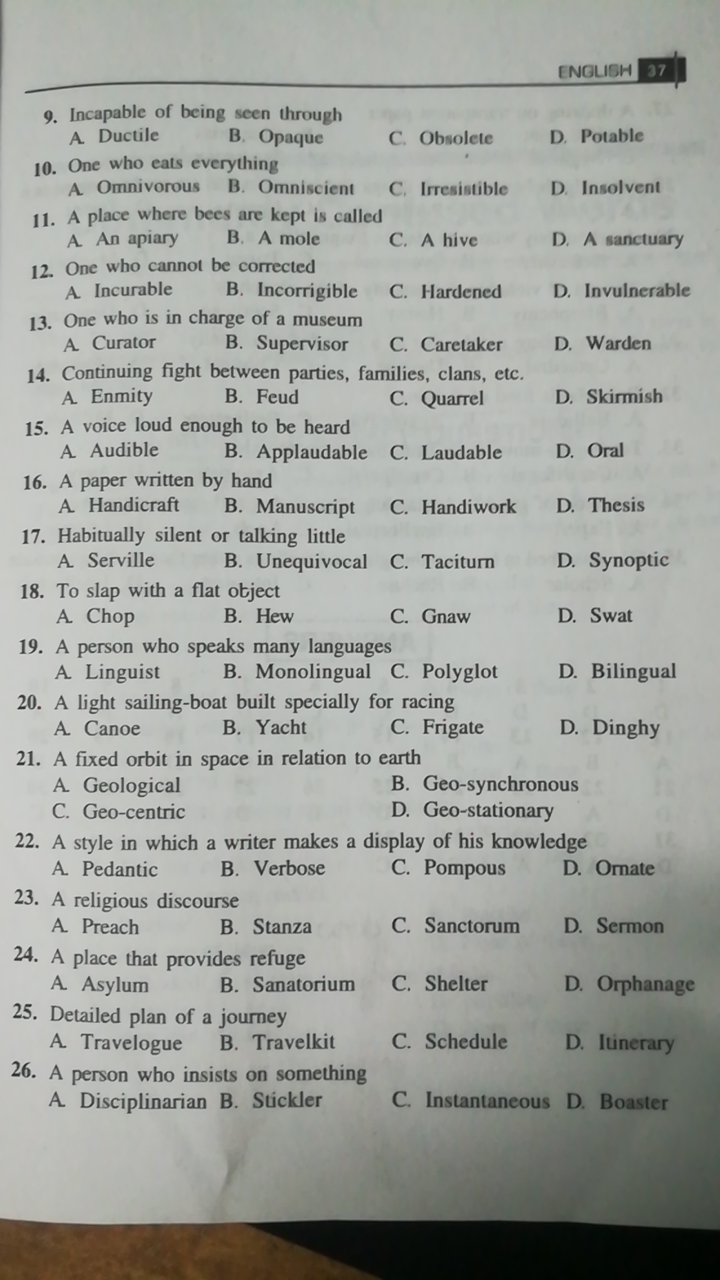 ENGLISH 37
9. Incapable of being seen through
A. Ductile B. Opaque C. Obsolete D. Potable
10. One who eats everything
A. Omnivorous B. Omniscient C. Irresistible D. Insolvent
11. A place where bees are kept is called
A. An apiary B. A mole C. A hive D. A sanctuary
12. One who cannot be corrected
A. Incurable B. Incorrigible C. Hardened D. Invulnerable
13. One who is in charge of a museum
A. Curator B. Supervisor C. Caretaker D. Warden
14. Continuing fight between parties, families, clans, etc.
A. Enmity B. Feud C. Quarrel D. Skirmish
15. A voice loud enough to be heard
A. Audible B. Applaudable C. Laudable D. Oral
16. A paper written by hand
A. Handicraft B. Manuscript C. Handiwork D. Thesis
17. Habitually silent or talking little
A. Serville B. Unequivocal C. Taciturn D. Synoptic
18. To slap with a flat object
A. Chop B. Hew C. Gnaw D. Swat
19. A person who speaks many languages
A. Linguist B. Monolingual C. Polyglot D. Bilingual
20. A light sailing-boat built specially for racing
A. Canoe B. Yacht C. Frigate D. Dinghy
21. A fixed orbit in space in relation to earth
A. Geological B. Geo-synchronous
C. Geo-centric D. Geo-stationary
22. A style in which a writer makes a display of his knowledge
A. Pedantic B. Verbose C. Pompous D. Ornate
23. A religious discourse
A. Preach B. Stanza C. Sanctorum D. Sermon
24. A place that provides refuge
A. Asylum B. Sanatorium C. Shelter D. Orphanage
25. Detailed plan of a journey
A. Travelogue B. Travelkit C. Schedule D. Itinerary
26. A person who insists on something
A. Disciplinarian B. Stickler C. Instantaneous D. Boaster